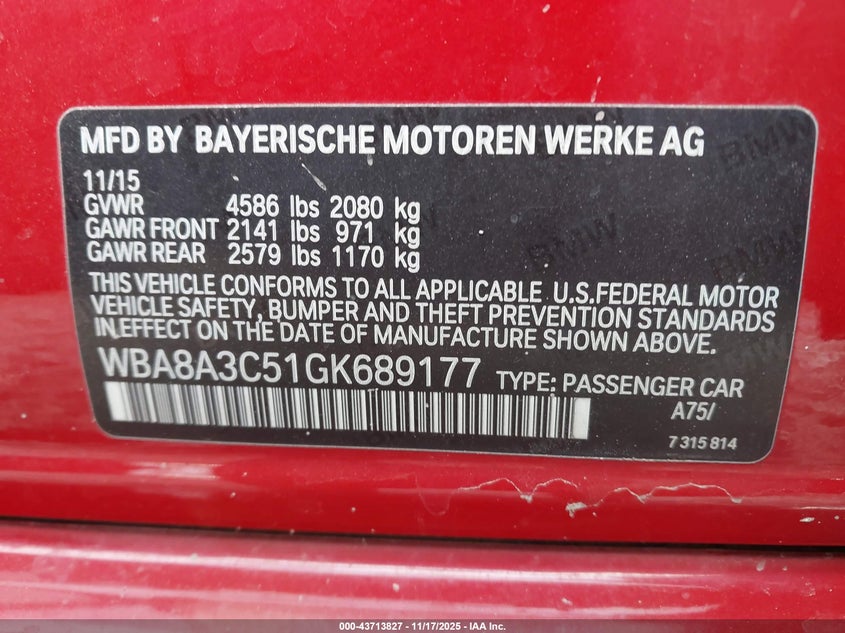 MFD BY BAYERISCHE MOTOREN WERKE AG
11/15
GVWR 4586 lbs 2080 kg
GAWR FRONT 2141 lbs 971 kg
GAWR REAR 2579 lbs 1170 kg
THIS VEHICLE CONFORMS TO ALL APPLICABLE U.S.FEDERAL MOTOR
VEHICLE SAFETY, BUMPER AND THEFT PREVENTION STANDARDS
IN EFFECT ON THE DATE OF MANUFACTURE SHOWN ABOVE.
WBA8A3C51GK689177 TYPE: PASSENGER CAR
A75/
7 315 814
BMW
BMW
000-43713827 - 11/17/2025 - IAA Inc.